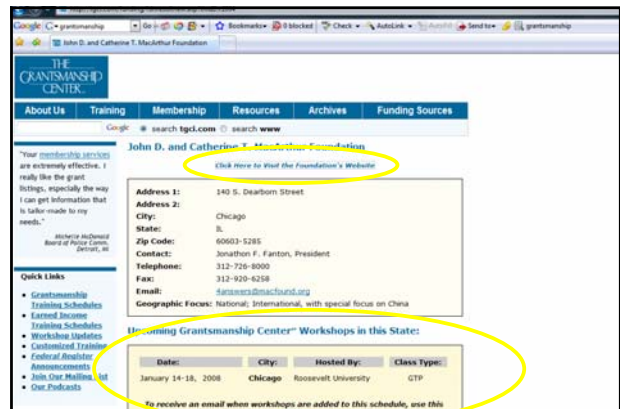 Google G▾ grantsmanship Go Bookmarks▾ 0 blocked Check ▾ AutoLink ▾ AutoFill Send to▾ grantsmanship
John D. and Catherine T. MacArthur Foundation
THE
GRANTSMANSHIP
CENTER
About Us Training Membership Resources Archives Funding Sources
Google search tgci.com search www
John D. and Catherine T. MacArthur Foundation
Click Here to Visit the Foundation's Website
"Your membership services
are extremely effective. I
really like the grant
listings, especially the way
I can get information that
is tailor-made to my
needs."
Michelle McDonald
Board of Police Comm.
Detroit, MI
Address 1: 140 S. Dearborn Street
Address 2:
City: Chicago
State: IL
Zip Code: 60603-5285
Contact: Jonathon F. Fanton, President
Telephone: 312-726-8000
Fax: 312-920-6258
Email: 4answers@macfound.org
Geographic Focus: National; International, with special focus on China
Quick Links
• Grantsmanship
Training Schedules
• Earned Income
Training Schedules
• Workshop Updates
• Customized Training
• Federal Register
Announcements
• Join Our Mailing List
• Our Podcasts
Upcoming Grantsmanship Center" Workshops in this State:
Date: City: Hosted By: Class Type:
January 14-18, 2008 Chicago Roosevelt University GTP
To receive an email when workshops are added to this schedule, use this